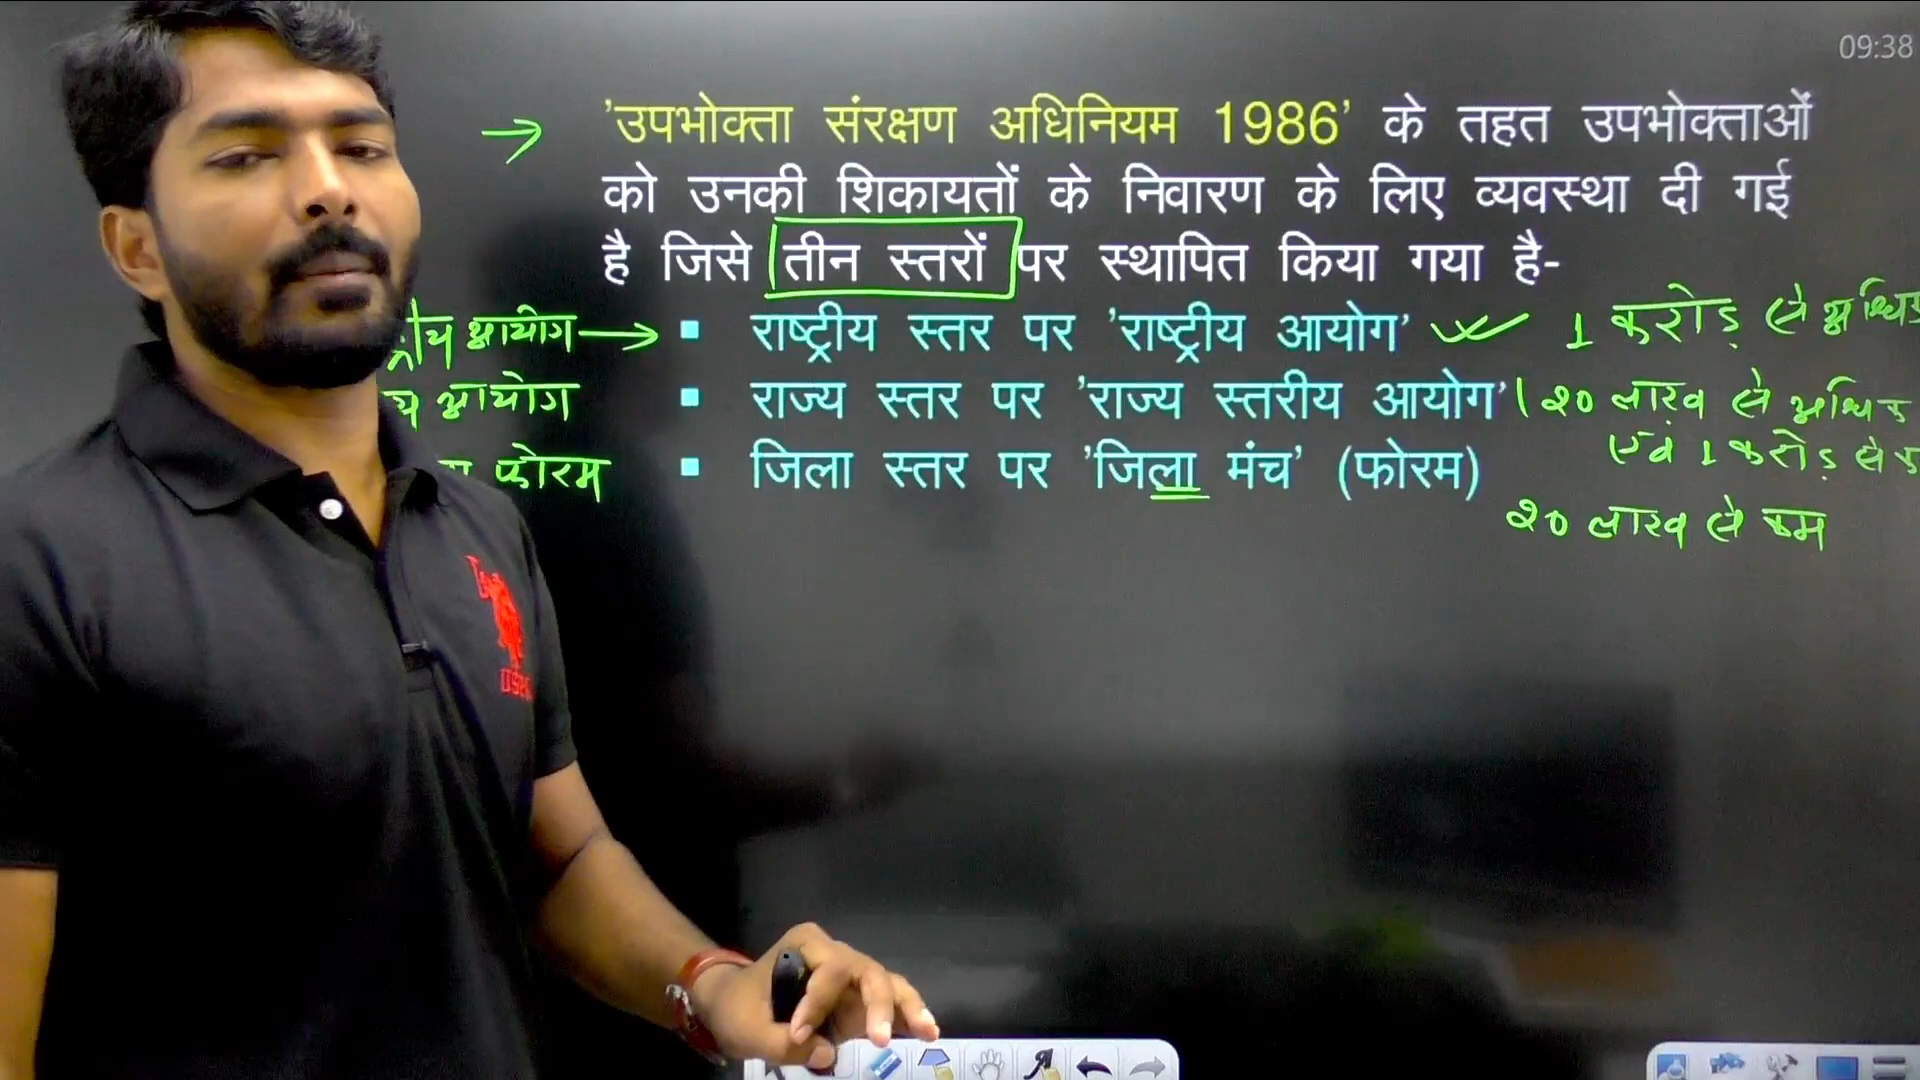 09:38
'उपभोक्ता संरक्षण अधिनियम 1986' के तहत उपभोक्ताओं
को उनकी शिकायतों के निवारण के लिए व्यवस्था दी गई
है जिसे तीन स्तरों पर स्थापित किया गया है-
आयोग → ▪ राष्ट्रीय स्तर पर 'राष्ट्रीय आयोग' 1 करोड़ से अधिक
आयोग ▪ राज्य स्तर पर 'राज्य स्तरीय आयोग' 20 लाख से अधिक
एवं 1 करोड़ से
फोरम ▪ जिला स्तर पर 'जिला मंच' (फोरम)
20 लाख से कम